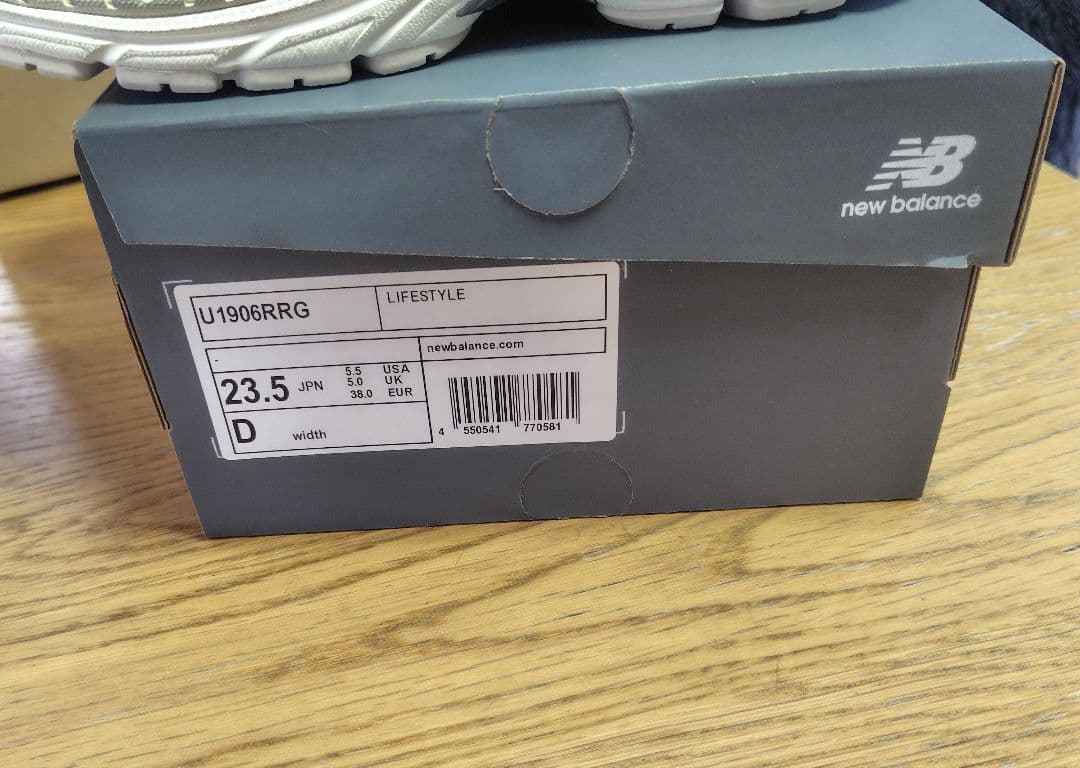 NB
new balance
U1906RRG
LIFESTYLE
-
newbalance.com
23.5 JPN
5.5 USA
5.0 UK
38.0 EUR
D width
4 550541 770581